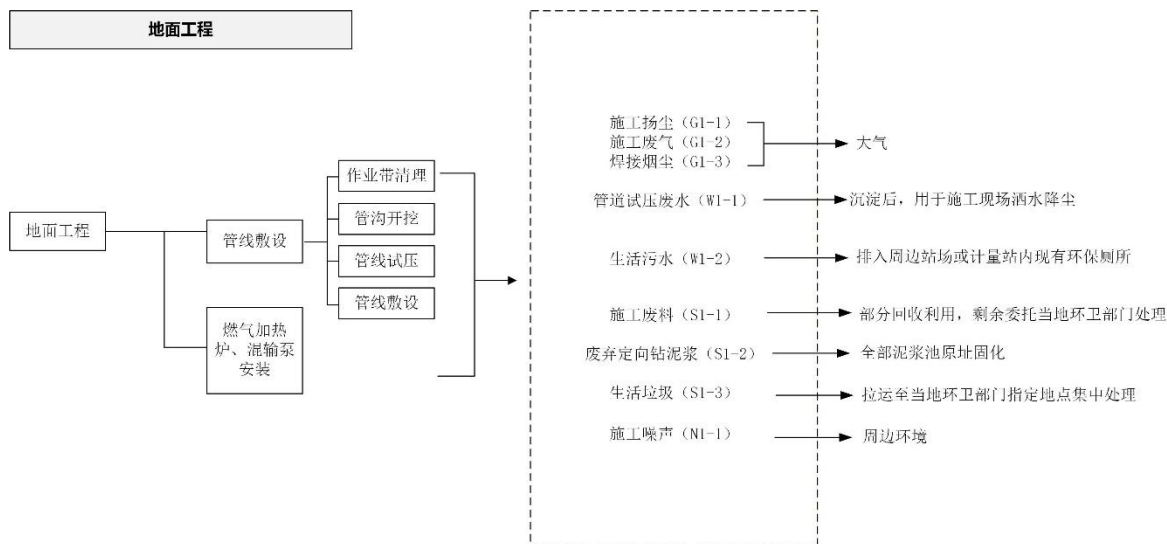 地面工程
地面工程
管线敷设
燃气加热
炉、混输泵
安装
作业带清理
管沟开挖
管线试压
管线敷设
施工扬尘（G1-1）
施工废气（G1-2）
焊接烟尘（G1-3）
大气
管道试压废水（W1-1）
沉淀后，用于施工现场洒水降尘
生活污水（W1-2）
排入周边站场或计量站内现有环保厕所
施工废料（S1-1）
部分回收利用，剩余委托当地环卫部门处理
废弃定向钻泥浆（S1-2）
全部泥浆池原址固化
生活垃圾（S1-3）
拉运至当地环卫部门指定地点集中处理
施工噪声（N1-1）
周边环境